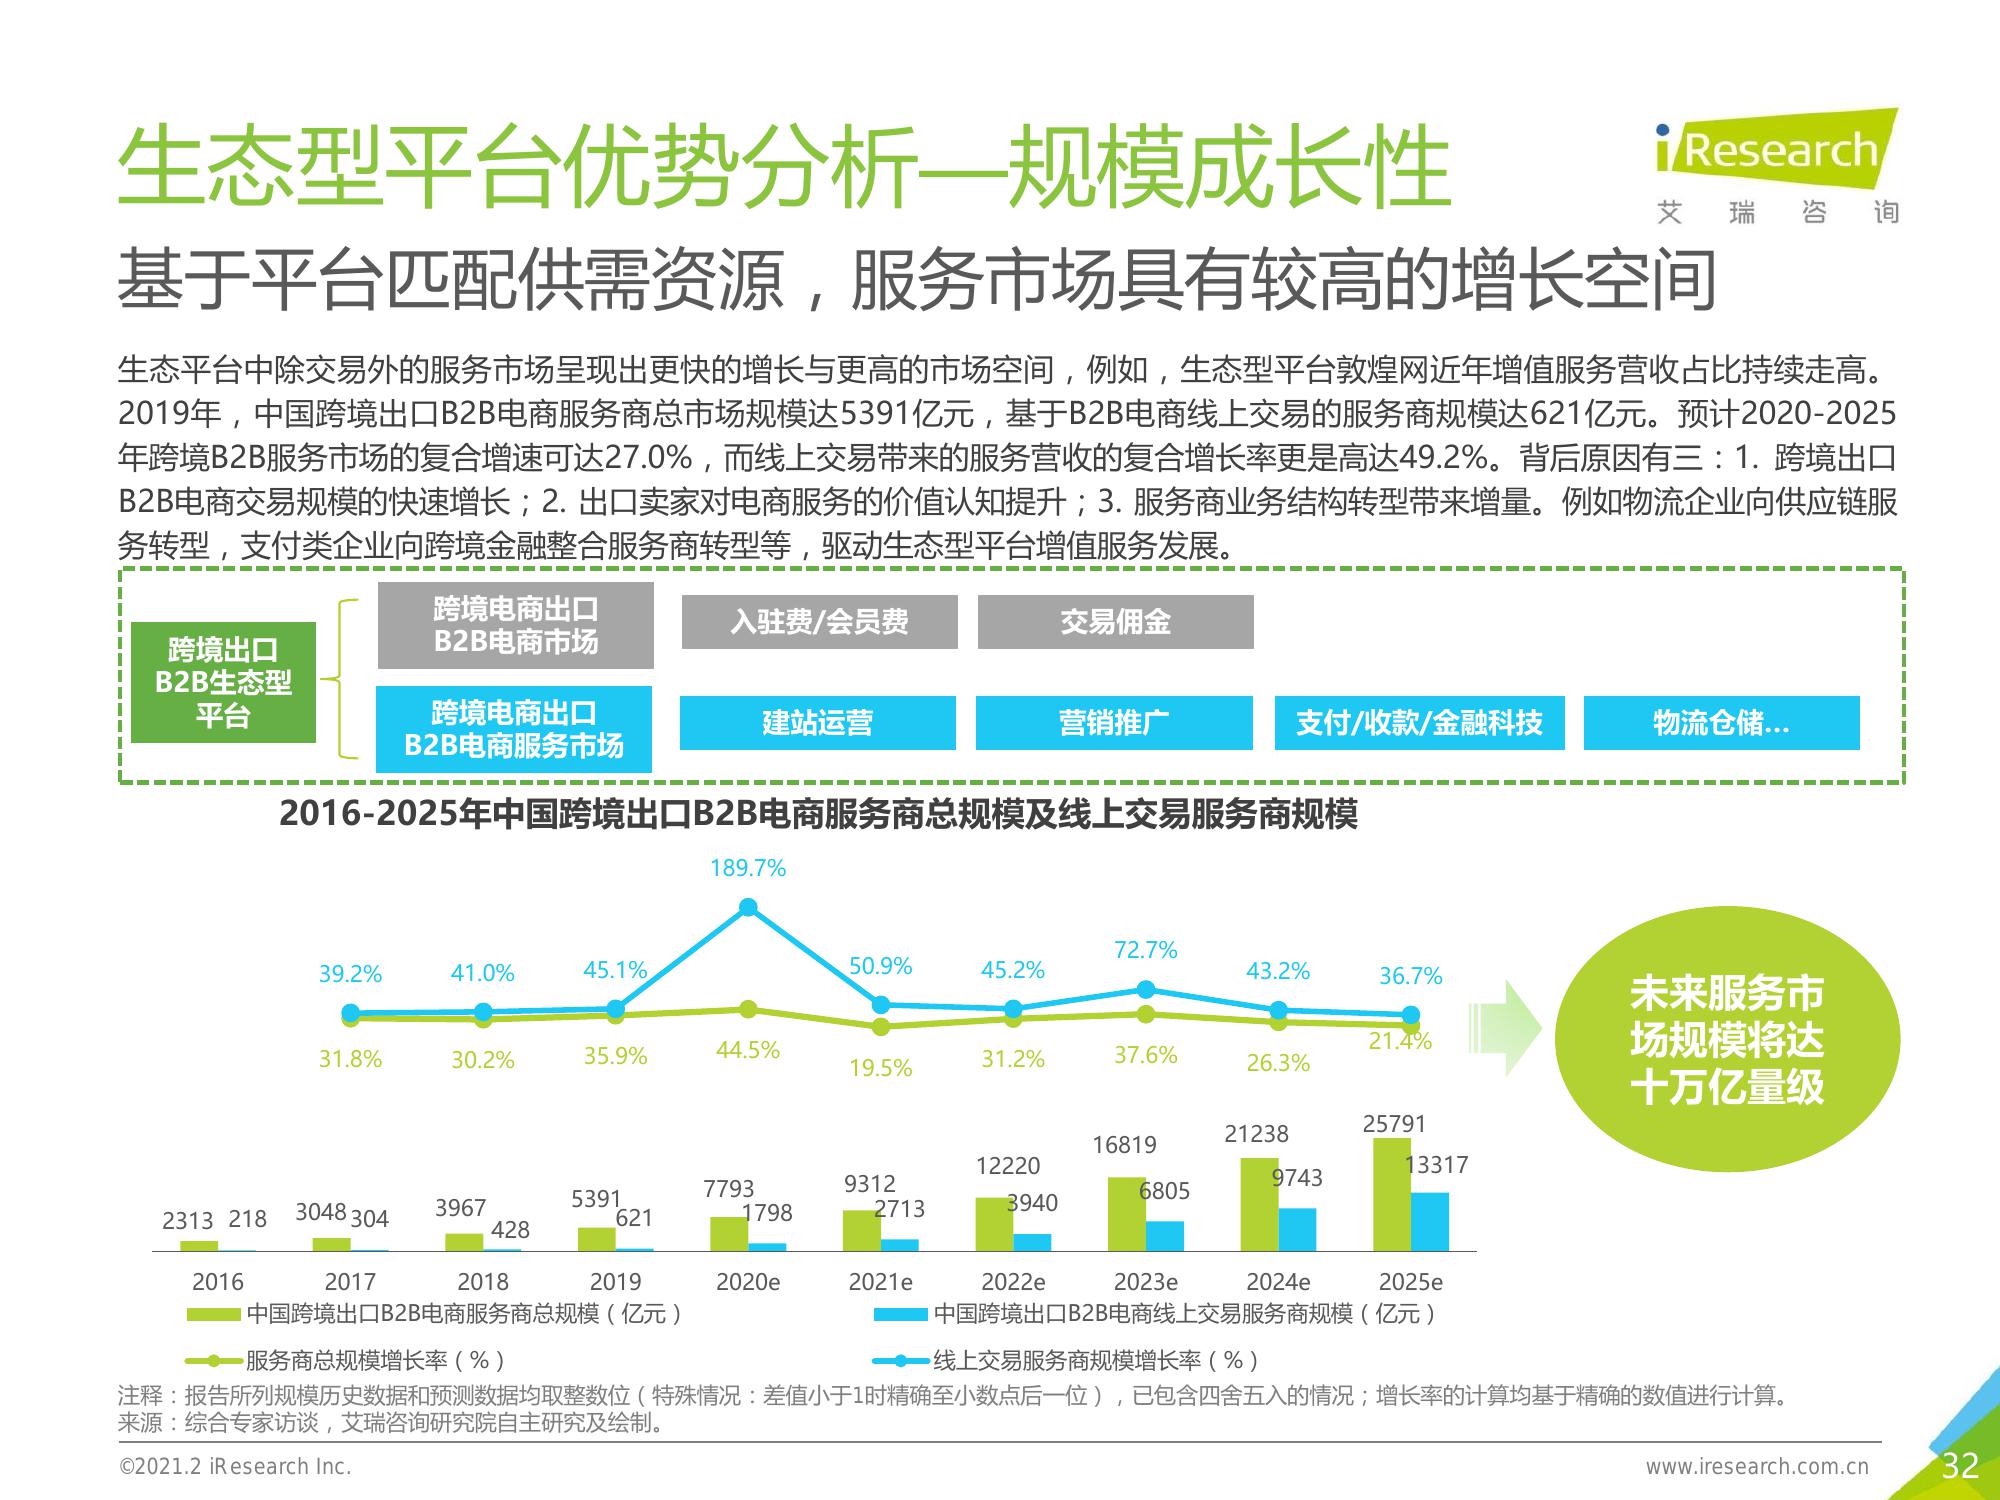 生态型平台优势分析—规模成长性
iResearch
艾瑞咨询
基于平台匹配供需资源，服务市场具有较高的增长空间
生态平台中除交易外的服务市场呈现出更快的增长与更高的市场空间，例如，生态型平台敦煌网近年增值服务营收占比持续走高。
2019年，中国跨境出口B2B电商服务商总市场规模达5391亿元，基于B2B电商线上交易的服务商规模达621亿元。预计2020-2025
年跨境B2B服务市场的复合增速可达27.0%，而线上交易带来的服务营收的复合增长率更是高达49.2%。背后原因有三：1. 跨境出口
B2B电商交易规模的快速增长；2. 出口卖家对电商服务的价值认知提升；3. 服务商业务结构转型带来增量。例如物流企业向供应链服
务转型，支付类企业向跨境金融整合服务商转型等，驱动生态型平台增值服务发展。
跨境出口
B2B生态型
平台
跨境电商出口
B2B电商市场
入驻费/会员费
交易佣金
跨境电商出口
B2B电商服务市场
建站运营
营销推广
支付/收款/金融科技
物流仓储...
2016-2025年中国跨境出口B2B电商服务商总规模及线上交易服务商规模
39.2% 41.0% 45.1% 189.7% 50.9% 45.2% 72.7% 43.2% 36.7%
31.8% 30.2% 35.9% 44.5% 19.5% 31.2% 37.6% 26.3% 21.4%
未来服务市
场规模将达
十万亿量级
2313 218 3048 304 3967 428 5391 621 7793 1798 9312 2713 12220 3940 16819 6805 21238 9743 25791 13317
2016 2017 2018 2019 2020e 2021e 2022e 2023e 2024e 2025e
中国跨境出口B2B电商服务商总规模（亿元）
中国跨境出口B2B电商线上交易服务商规模（亿元）
服务商总规模增长率（%）
线上交易服务商规模增长率（%）
注释：报告所列规模历史数据和预测数据均取整数位（特殊情况：差值小于1时精确至小数点后一位），已包含四舍五入的情况；增长率的计算均基于精确的数值进行计算。
来源：综合专家访谈，艾瑞咨询研究院自主研究及绘制。
©2021.2 iResearch Inc.
www.iresearch.com.cn
32